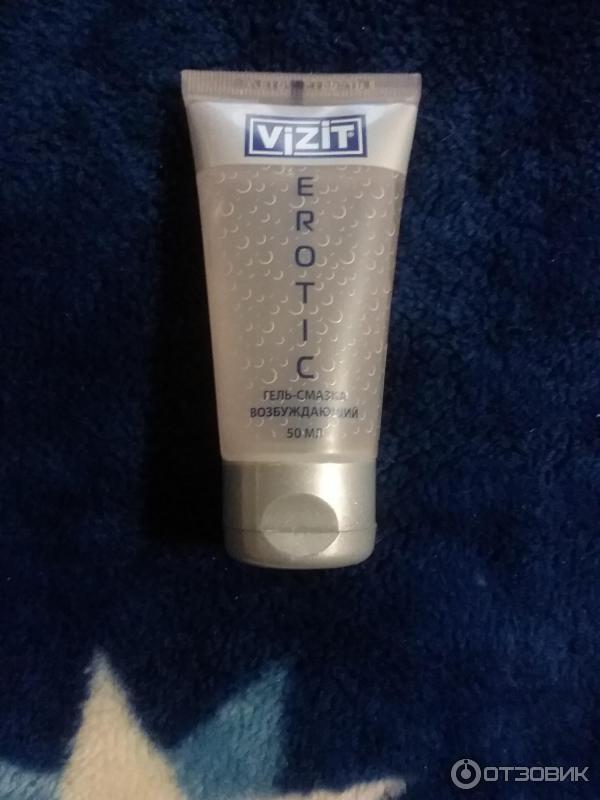 ViZiT
EROTIC
ГЕЛЬ-СМАЗКА
ВОЗБУЖДАЮЩИЙ
50 МЛ
ОТЗОВИК